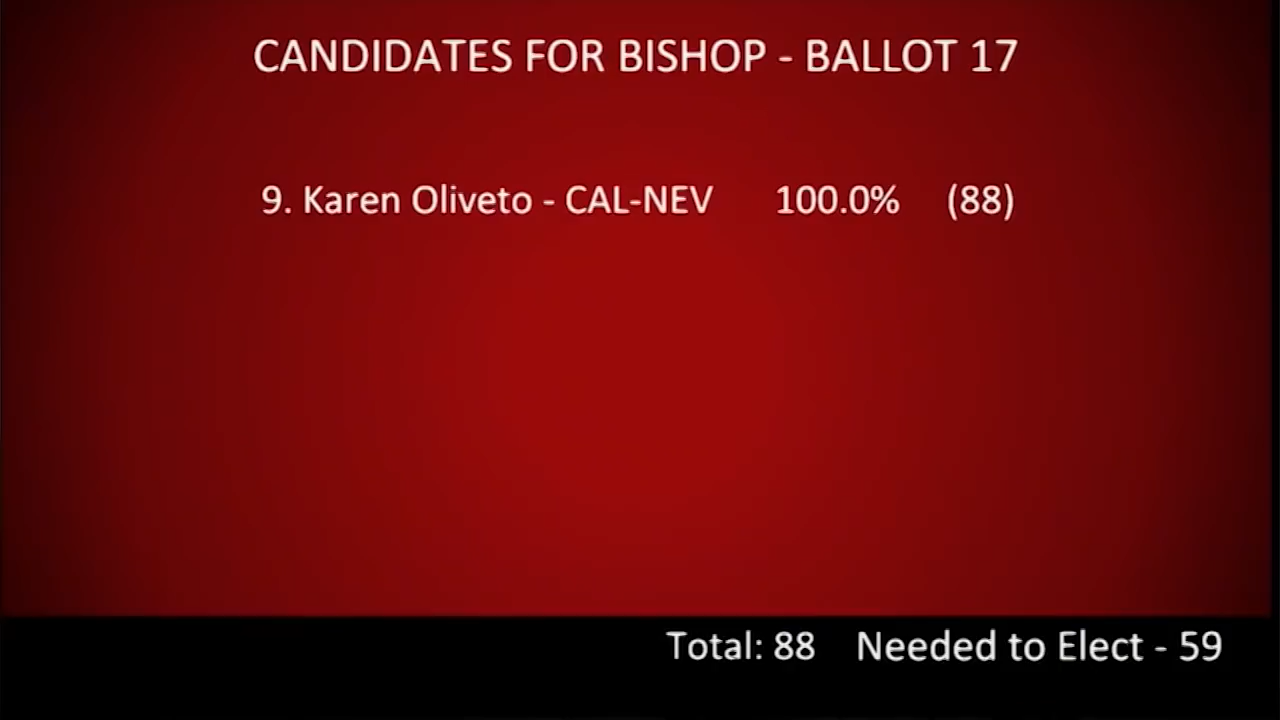 CANDIDATES FOR BISHOP - BALLOT 17
9. Karen Oliveto - CAL-NEV 100.0% (88)
Total: 88 Needed to Elect - 59